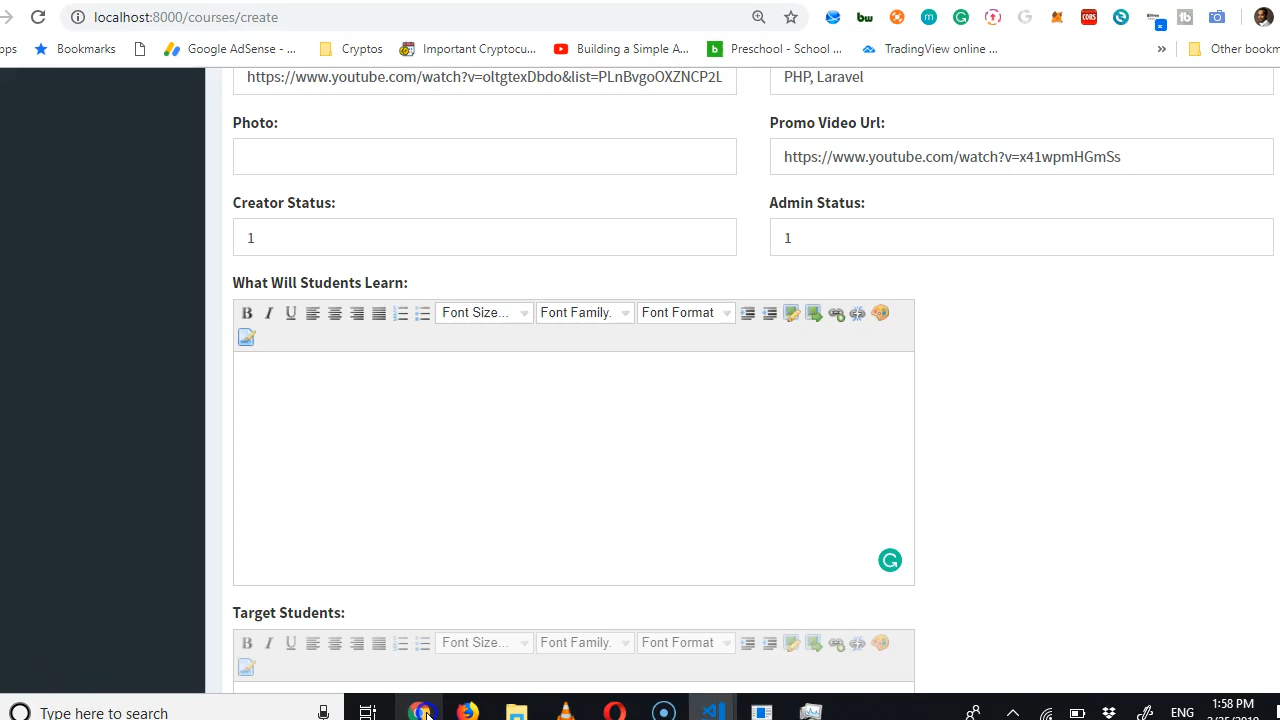 localhost:8000/courses/create
pps Bookmarks Google AdSense - ... Cryptos Important Cryptocu... Building a Simple A... Preschool - School ... TradingView online ... » Other bookm
https://www.youtube.com/watch?v=oltgtexDbdo&list=PLnBvgoOXZNCP2L PHP, Laravel
Photo: Promo Video Url:
https://www.youtube.com/watch?v=x41wpmHGmSs
Creator Status: Admin Status:
1 1
What Will Students Learn:
B I U Font Size... Font Family. Font Format
Target Students:
B I U Font Size... Font Family. Font Format
Type here to search ENG 1:58 PM